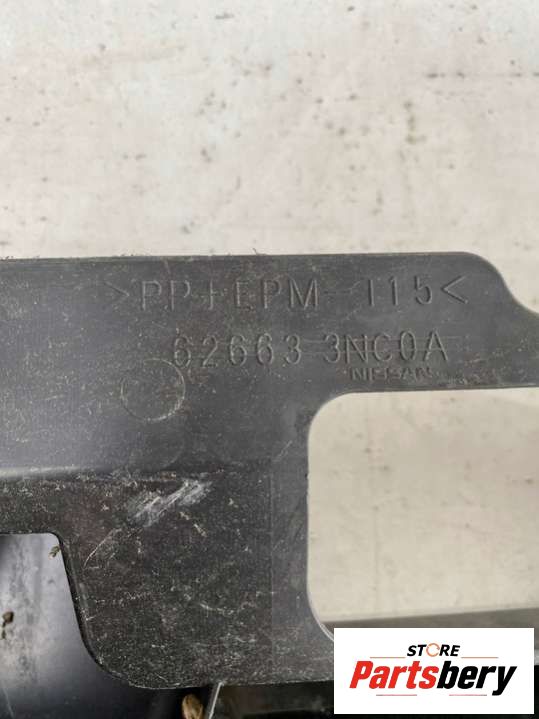 >PP+EPM-T15<
62663 3NC0A
NISSAN
STORE
Partsbery